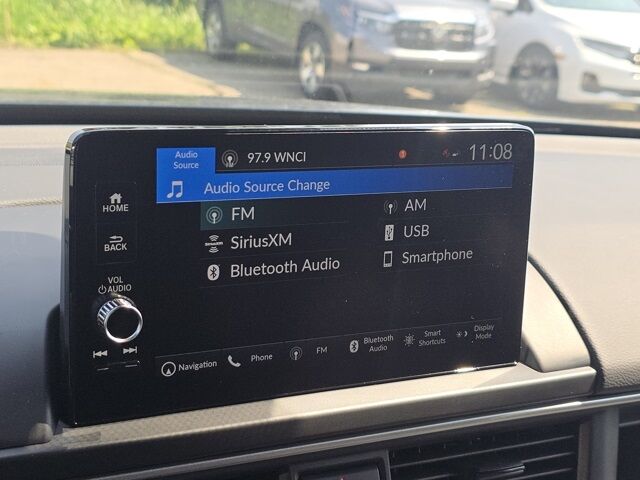 Audio
Source
97.9 WNCI
11:08
Audio Source Change
HOME
BACK
VOL
AUDIO
FM
AM
SiriusXM
USB
Bluetooth Audio
Smartphone
Navigation
Phone
FM
Bluetooth
Audio
Smart
Shortcuts
Display
Mode